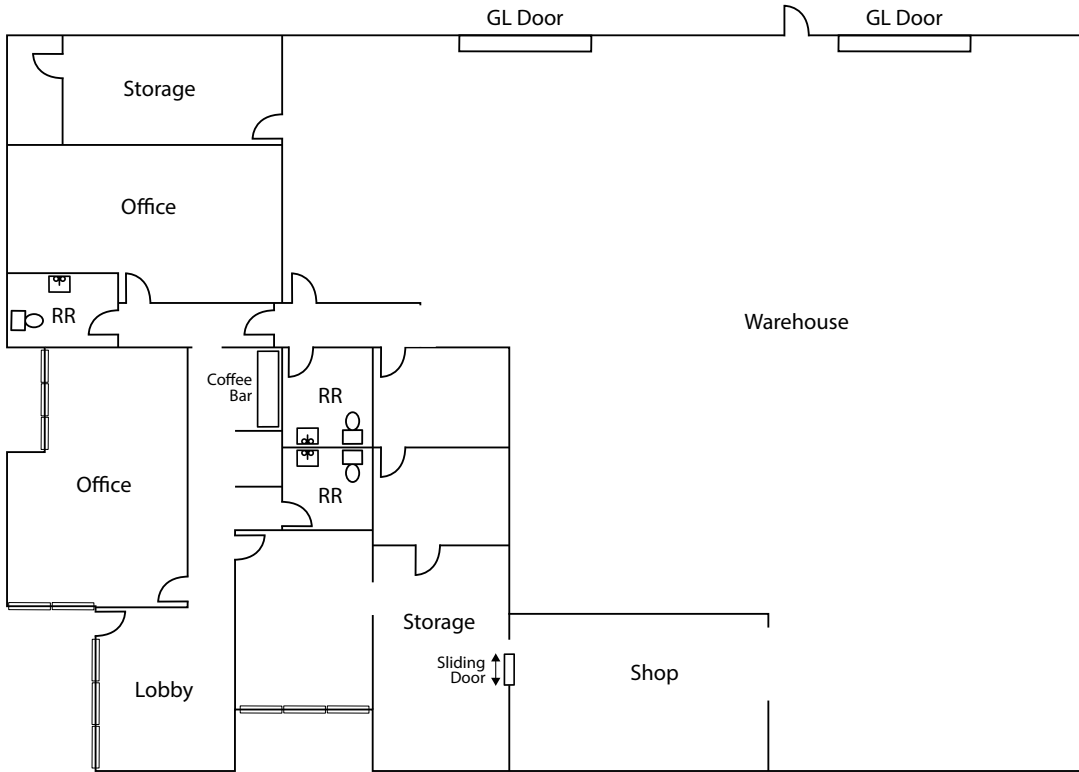 GL Door
GL Door
Storage
Office
RR
Warehouse
Coffee
Bar
RR
Office
RR
Storage
Sliding
Door
Shop
Lobby